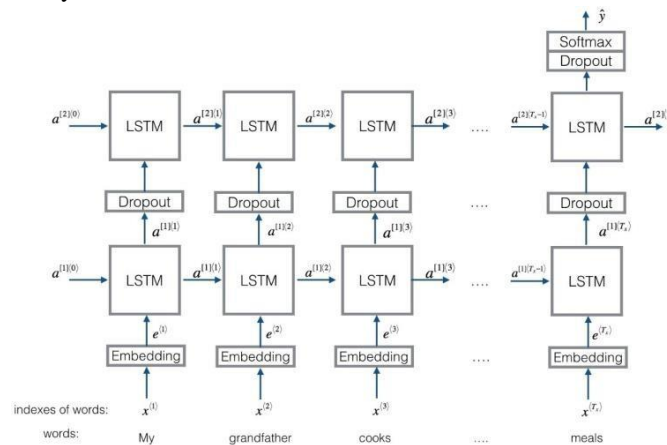 ŷ
Softmax
Dropout
a^[2]⟨0⟩ LSTM a^[2]⟨1⟩ LSTM a^[2]⟨2⟩ LSTM a^[2]⟨3⟩ .... a^[2]⟨Tₓ−1⟩ LSTM
Dropout Dropout Dropout .... Dropout
a^[1]⟨1⟩ a^[1]⟨2⟩ a^[1]⟨3⟩ a^[1]⟨Tₓ⟩
a^[1]⟨0⟩ LSTM a^[1]⟨1⟩ LSTM a^[1]⟨2⟩ LSTM a^[1]⟨3⟩ .... a^[1]⟨Tₓ−1⟩ LSTM
e⟨1⟩ e⟨2⟩ e⟨3⟩ e⟨Tₓ⟩
Embedding Embedding Embedding .... Embedding
indexes of words: x⟨1⟩ x⟨2⟩ x⟨3⟩ x⟨Tₓ⟩
words: My grandfather cooks .... meals